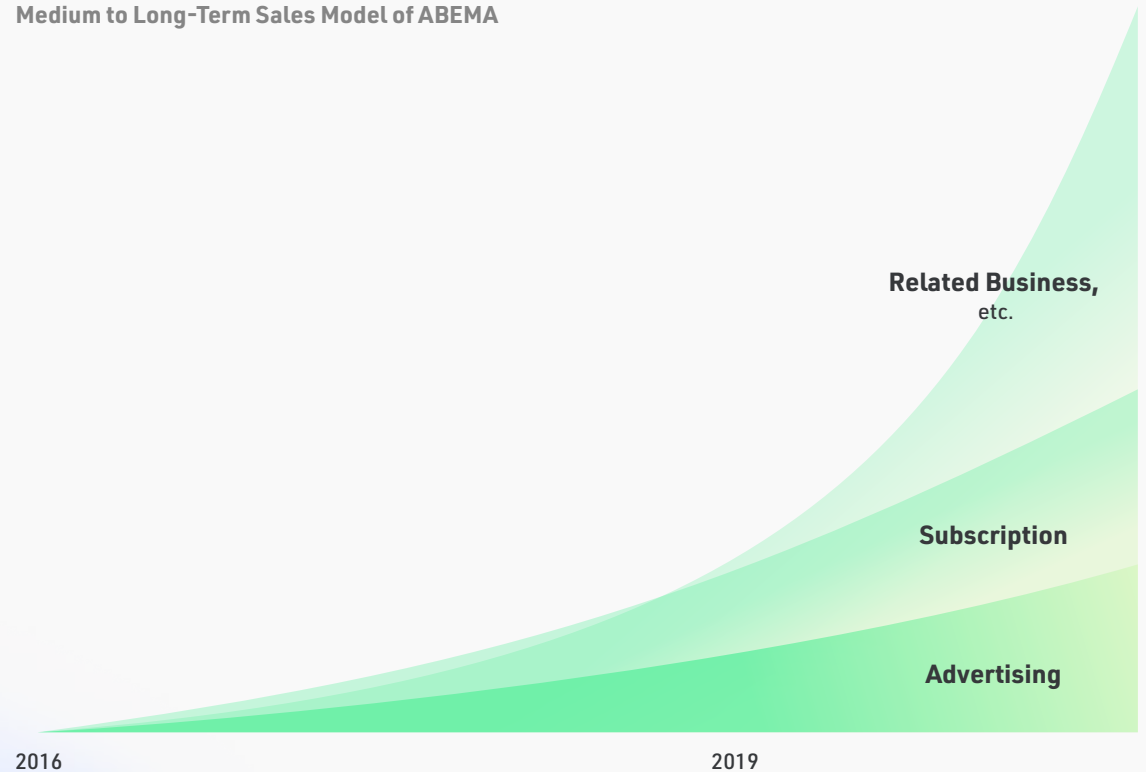 Medium to Long-Term Sales Model of ABEMA
Related Business,
etc.
Subscription
Advertising
2016
2019